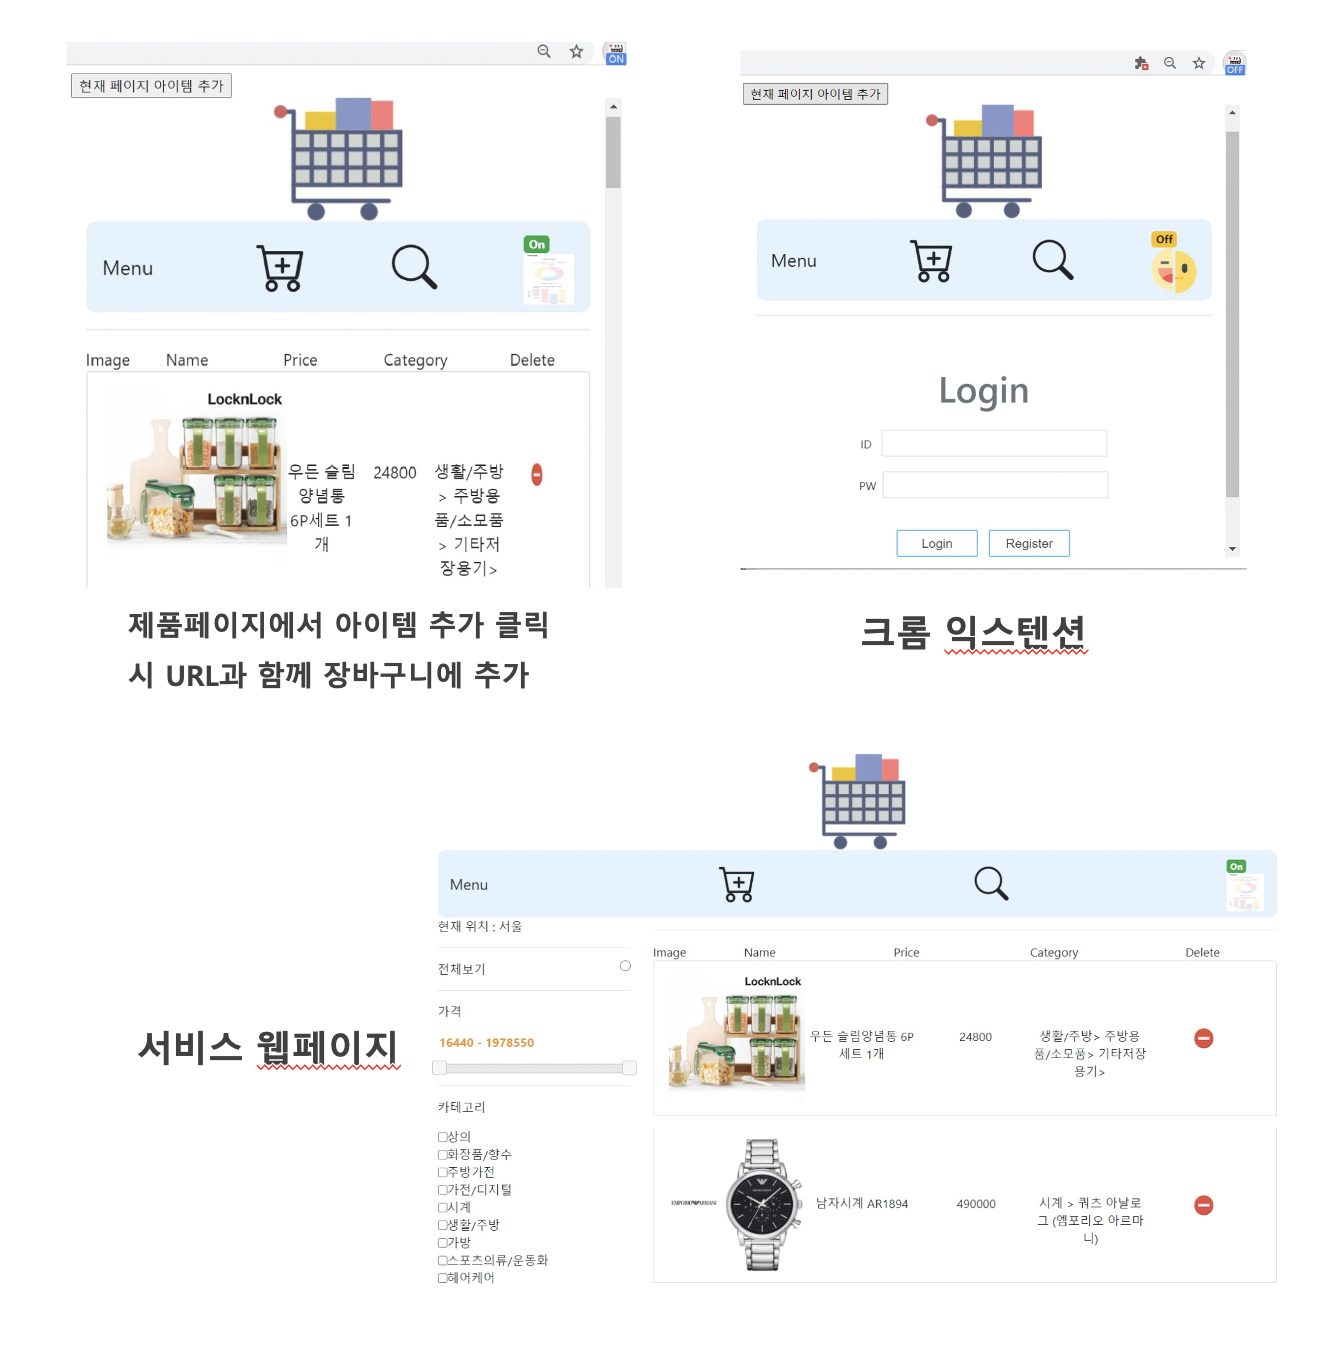 ON
현재 페이지 아이템 추가
On
Menu
Image Name Price Category Delete
LocknLock
우든 슬림
양념통
6P세트 1
개
24800
생활/주방
> 주방용
품/소모품
> 기타저
장용기>
제품페이지에서 아이템 추가 클릭
시 URL과 함께 장바구니에 추가
OFF
현재 페이지 아이템 추가
Off
Menu
Login
ID
PW
Login Register
크롬 익스텐션
서비스 웹페이지
On
Menu
현재 위치 : 서울
전체보기
가격
16440 - 1978550
카테고리
상의
화장품/향수
주방가전
가전/디지털
시계
생활/주방
가방
스포츠의류/운동화
헤어케어
Image Name Price Category Delete
LocknLock
우든 슬림양념통 6P
세트 1개
24800
생활/주방> 주방용
품/소모품> 기타저장
용기>
EMPORIO ARMANI
남자시계 AR1894
490000
시계 > 쿼츠 아날로
그 (엠포리오 아르마
니)